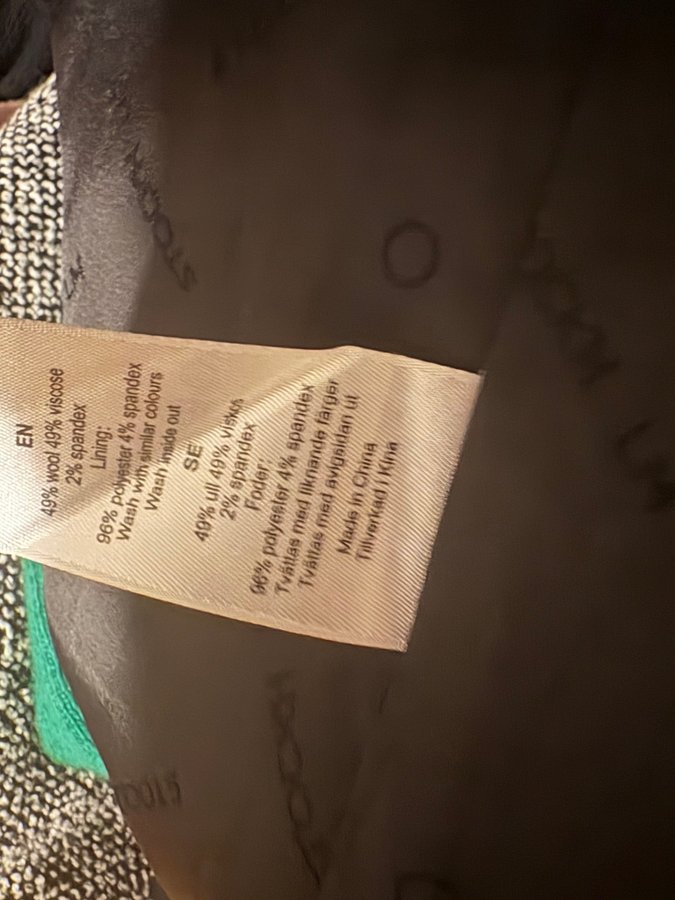 EN
49% wool 49% viscose
2% spandex
Lining:
96% polyester 4% spandex
Wash with similar colours
Wash inside out
SE
49% ull 49% viskos
2% spandex
Foder:
96% polyester 4% spandex
Tvättas med liknande färger
Tvättas med avigsidan ut
Made in China
Tillverkad i Kina